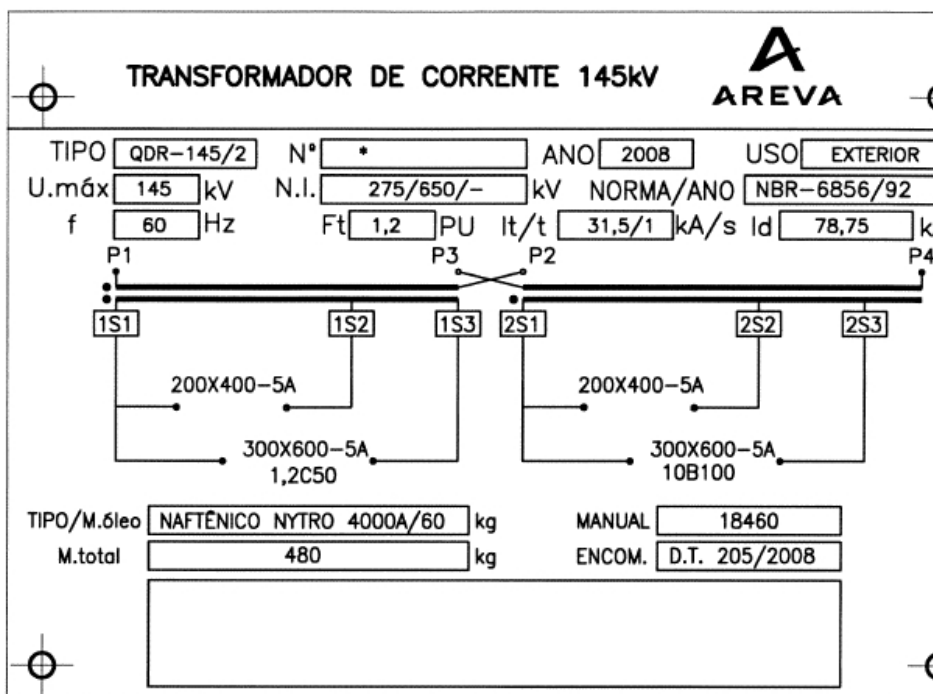 TRANSFORMADOR DE CORRENTE 145kV
AREVA
TIPO QDR-145/2 Nº * ANO 2008 USO EXTERIOR
U.máx 145 kV N.I. 275/650/- kV NORMA/ANO NBR-6856/92
f 60 Hz Ft 1,2 PU It/t 31,5/1 kA/s Id 78,75 k
P1 P3 P2 P4
1S1 1S2 1S3 2S1 2S2 2S3
200X400-5A 200X400-5A
300X600-5A 300X600-5A
1,2C50 10B100
TIPO/M.óleo NAFTÊNICO NYTRO 4000A/60 kg MANUAL 18460
M.total 480 kg ENCOM. D.T. 205/2008